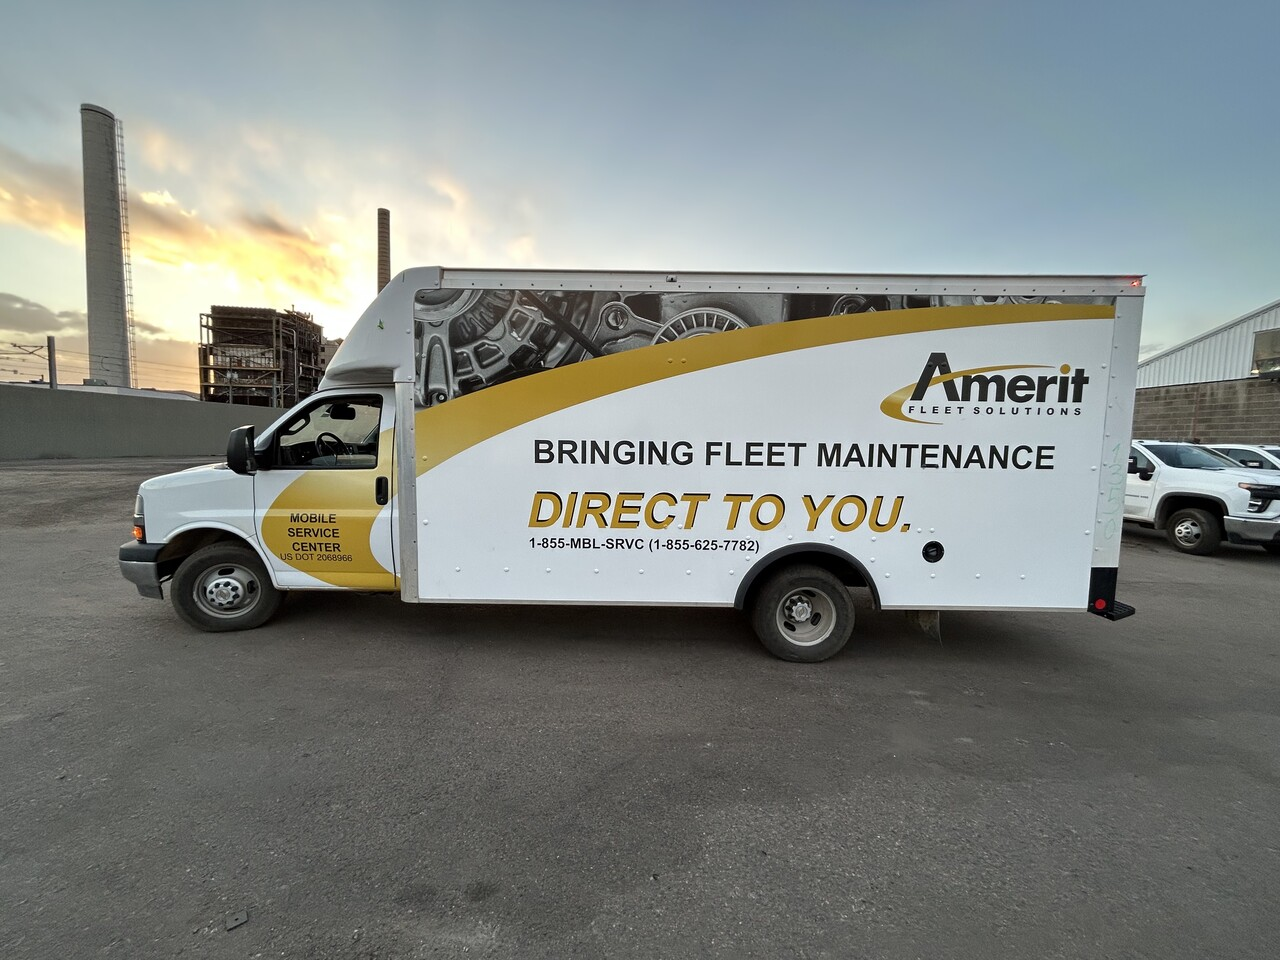 Amerit
FLEET SOLUTIONS
BRINGING FLEET MAINTENANCE
DIRECT TO YOU.
1-855-MBL-SRVC (1-855-625-7782)
MOBILE
SERVICE
CENTER
US DOT 2068966